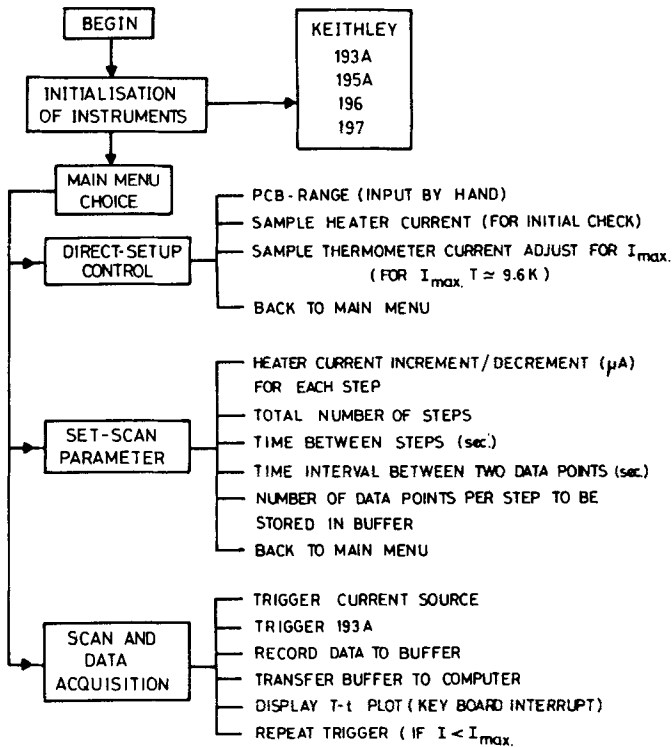 BEGIN
KEITHLEY
193A
195A
196
197
INITIALISATION
OF INSTRUMENTS
MAIN MENU
CHOICE
DIRECT-SETUP
CONTROL
PCB-RANGE (INPUT BY HAND)
SAMPLE HEATER CURRENT (FOR INITIAL CHECK)
SAMPLE THERMOMETER CURRENT ADJUST FOR Imax.
(FOR Imax. T ≃ 9.6K)
BACK TO MAIN MENU
SET-SCAN
PARAMETER
HEATER CURRENT INCREMENT/DECREMENT (μA)
FOR EACH STEP
TOTAL NUMBER OF STEPS
TIME BETWEEN STEPS (sec.)
TIME INTERVAL BETWEEN TWO DATA POINTS (sec.)
NUMBER OF DATA POINTS PER STEP TO BE
STORED IN BUFFER
BACK TO MAIN MENU
SCAN AND
DATA
ACQUISITION
TRIGGER CURRENT SOURCE
TRIGGER 193A
RECORD DATA TO BUFFER
TRANSFER BUFFER TO COMPUTER
DISPLAY T-t PLOT (KEY BOARD INTERRUPT)
REPEAT TRIGGER (IF I < Imax.